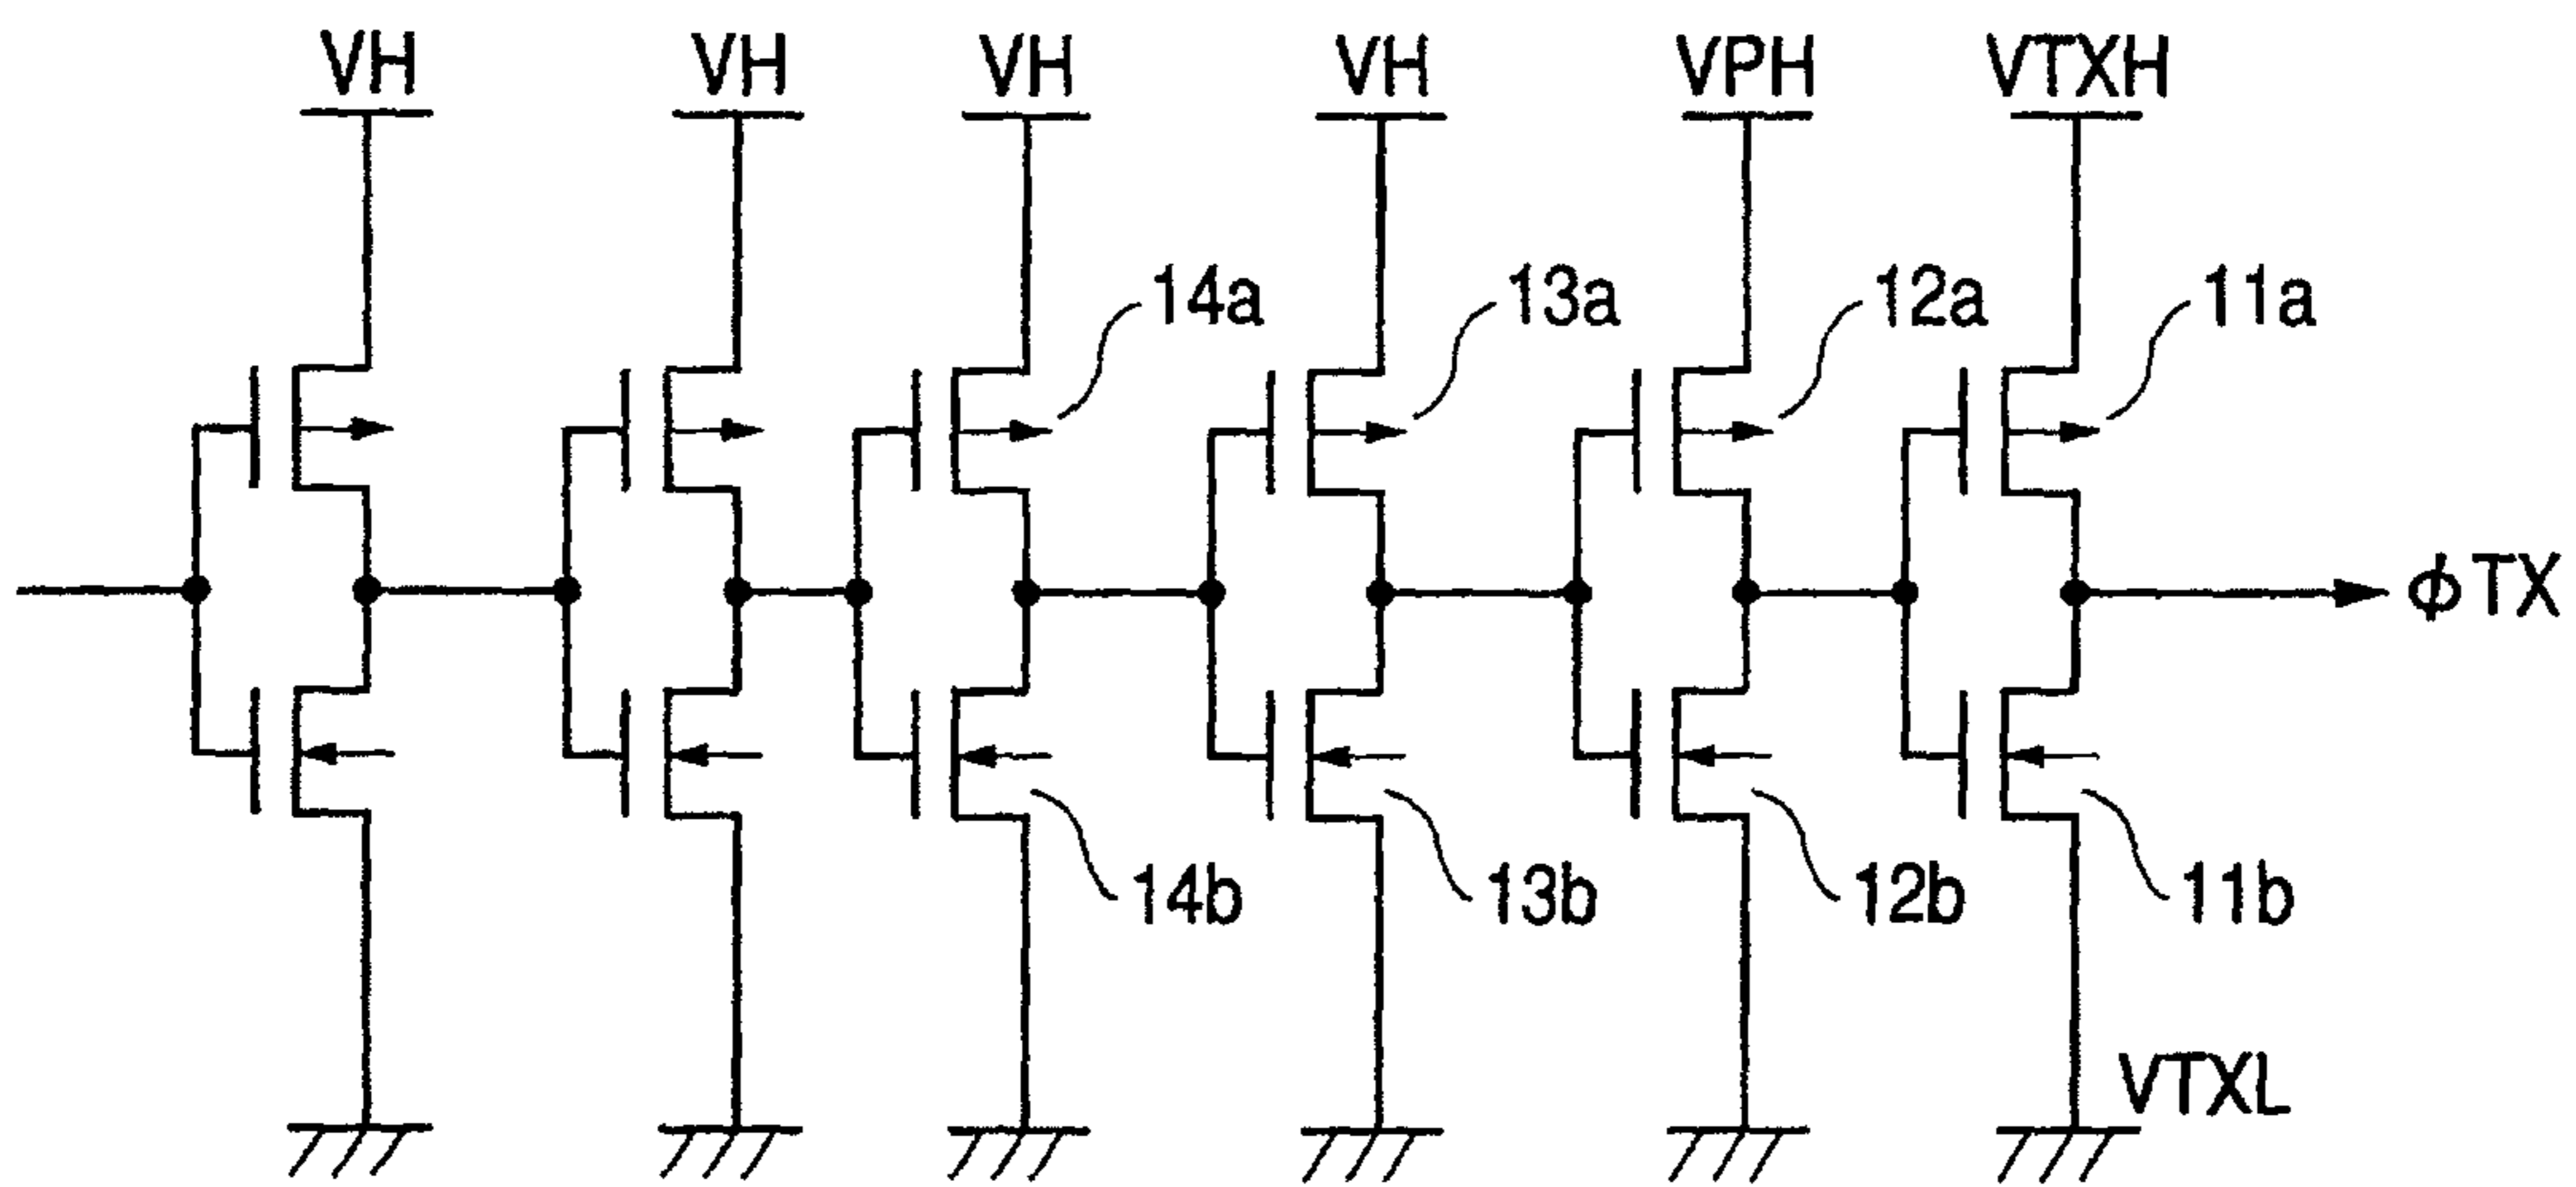 VH VH VH VH VPH VTXH
14a 13a 12a 11a
ϕTX
14b 13b 12b 11b
VTXL